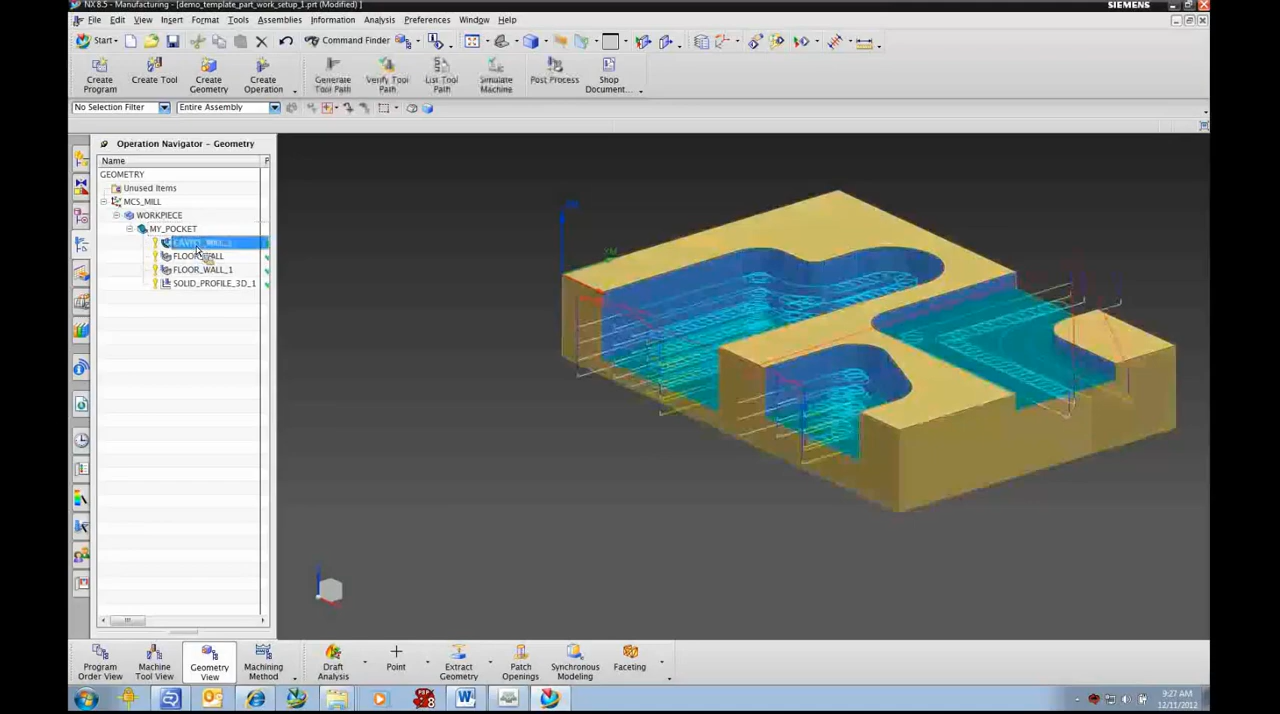 NX 8.5 - Manufacturing - [demo_template_part_work_setup_1.prt (Modified) ]
SIEMENS
File Edit View Insert Format Tools Assemblies Information Analysis Preferences Window Help
Start Command Finder
Create Program
Create Tool
Create Geometry
Create Operation
Generate Tool Path
Verify Tool Path
List Tool Path
Simulate Machine
Post Process
Shop Document...
No Selection Filter Entire Assembly
Operation Navigator - Geometry
Name P
GEOMETRY
Unused Items
MCS_MILL
WORKPIECE
MY_POCKET
FLOOR_WALL
FLOOR_WALL_1
SOLID_PROFILE_3D_1
YM
Program Order View
Machine Tool View
Geometry View
Machining Method
Draft Analysis
Point
Extract Geometry
Patch Openings
Synchronous Modeling
Faceting
9:27 AM
12/11/2012